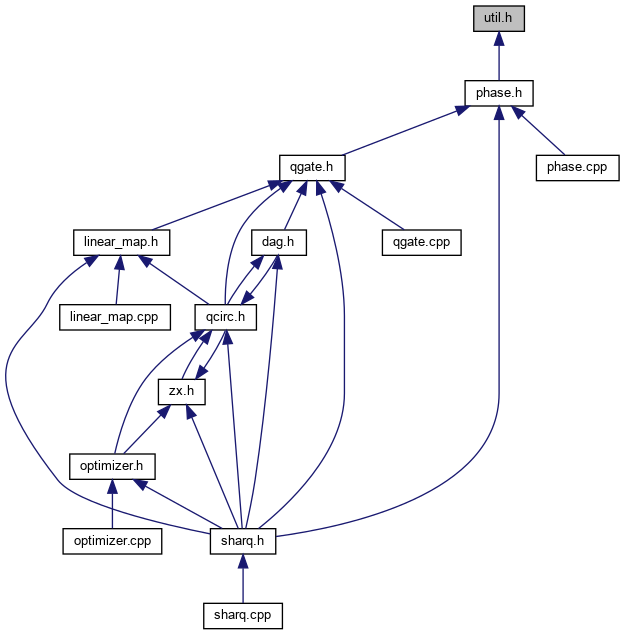 util.h
phase.h
qgate.h
phase.cpp
linear_map.h
dag.h
qgate.cpp
linear_map.cpp
qcirc.h
zx.h
optimizer.h
optimizer.cpp
sharq.h
sharq.cpp